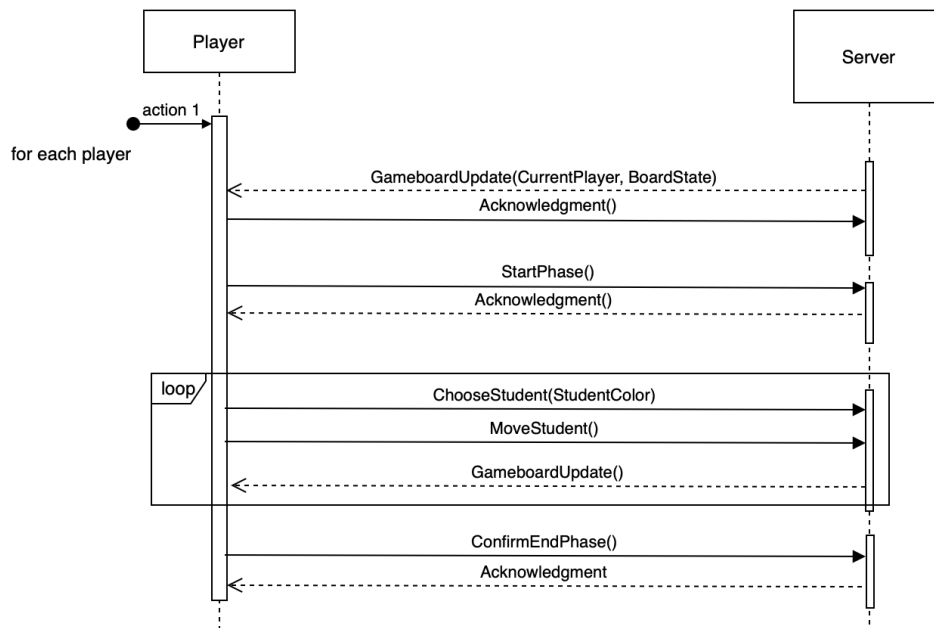 Player
Server
action 1
for each player
GameboardUpdate(CurrentPlayer, BoardState)
Acknowledgment()
StartPhase()
Acknowledgment()
loop
ChooseStudent(StudentColor)
MoveStudent()
GameboardUpdate()
ConfirmEndPhase()
Acknowledgment